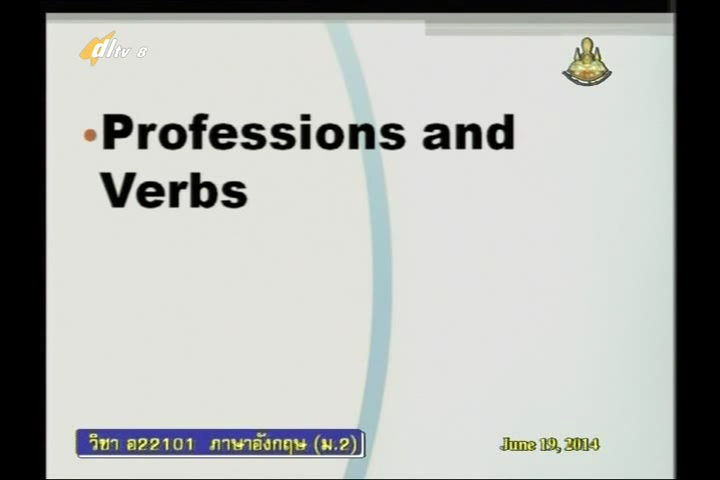 dltv 8
•Professions and
Verbs
วิชา อ22101 ภาษาอังกฤษ (ม.2)
June 19, 2014